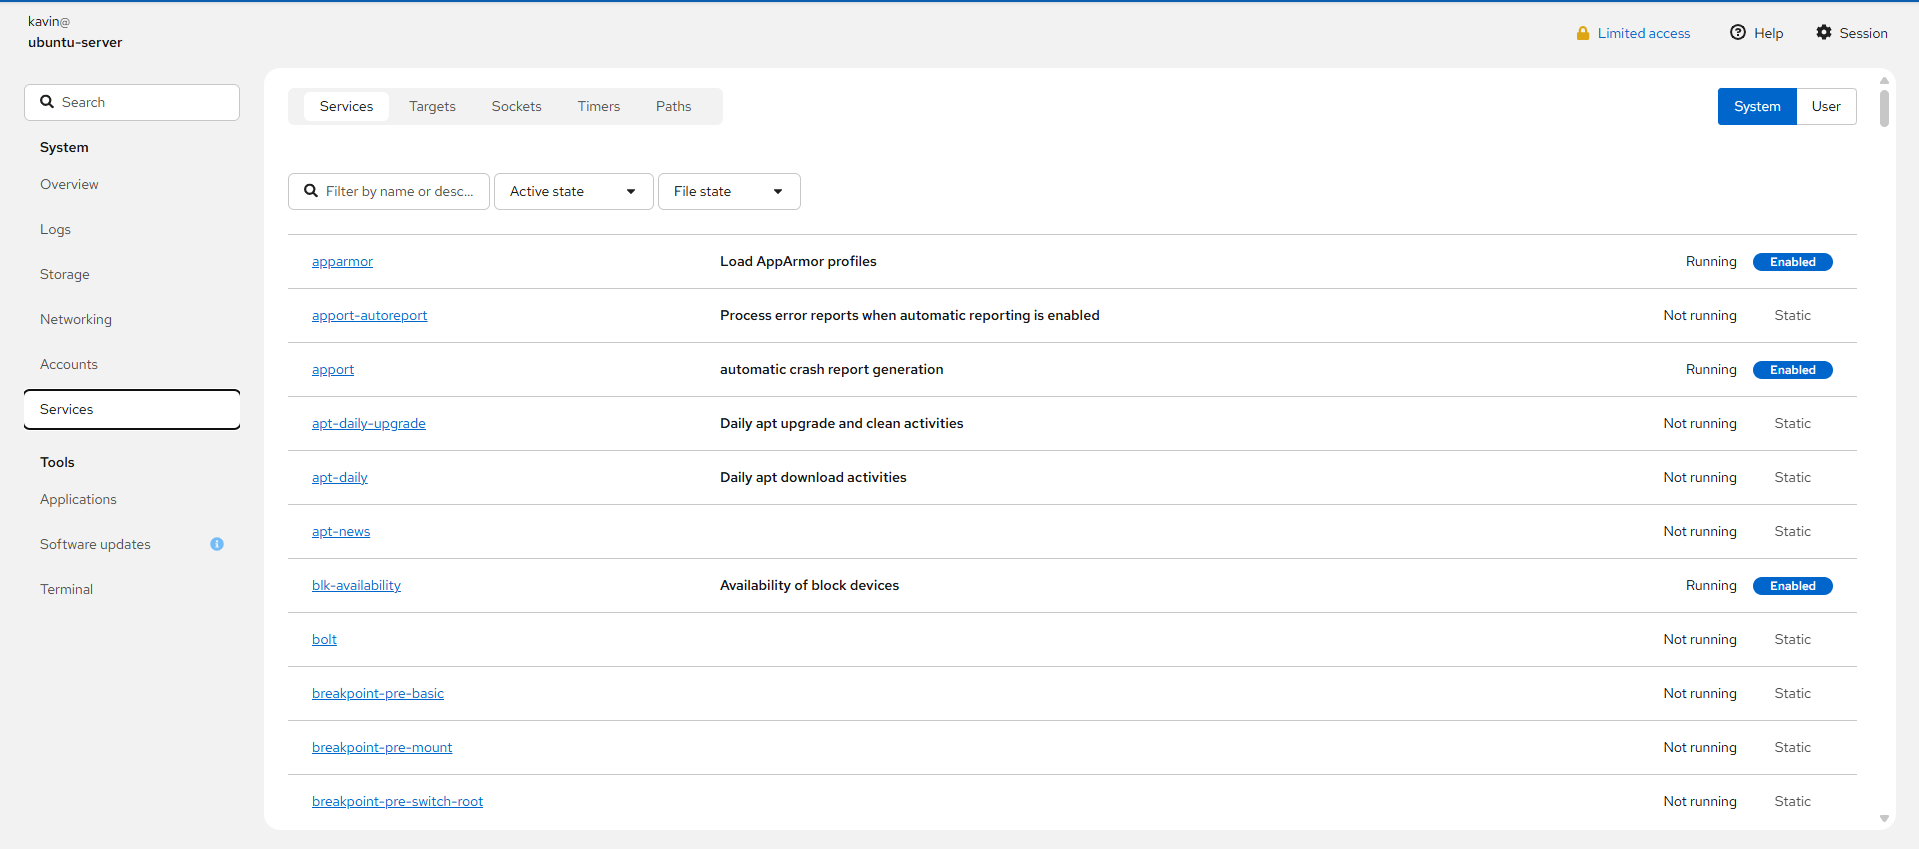 kavin@
ubuntu-server
Limited access
Help
Session
Search
System
Overview
Logs
Storage
Networking
Accounts
Services
Tools
Applications
Software updates
Terminal
Services Targets Sockets Timers Paths
System User
Filter by name or desc... Active state File state
apparmor Load AppArmor profiles Running Enabled
apport-autoreport Process error reports when automatic reporting is enabled Not running Static
apport automatic crash report generation Running Enabled
apt-daily-upgrade Daily apt upgrade and clean activities Not running Static
apt-daily Daily apt download activities Not running Static
apt-news Not running Static
blk-availability Availability of block devices Running Enabled
bolt Not running Static
breakpoint-pre-basic Not running Static
breakpoint-pre-mount Not running Static
breakpoint-pre-switch-root Not running Static